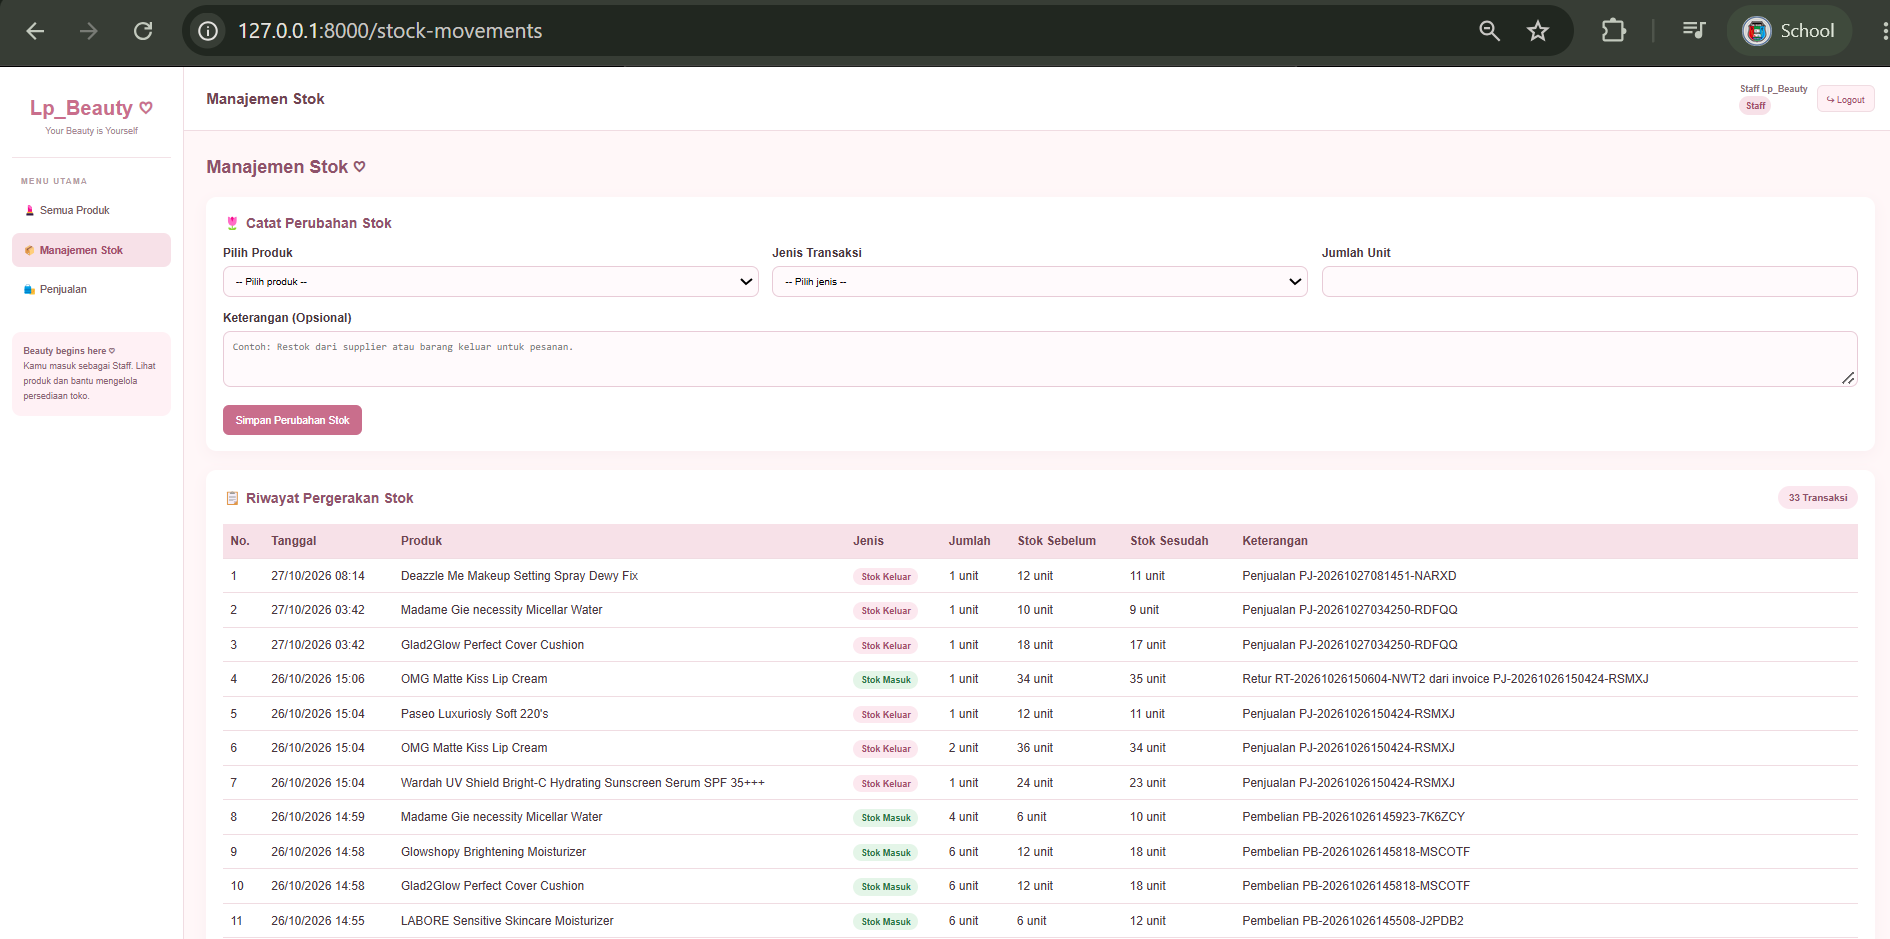 127.0.0.1:8000/stock-movements
School
Lp_Beauty ♡
Your Beauty is Yourself
MENU UTAMA
Semua Produk
Manajemen Stok
Penjualan
Beauty begins here ♡
Kamu masuk sebagai Staff. Lihat
produk dan bantu mengelola
persediaan toko.
Manajemen Stok
Staff Lp_Beauty
Staff
Logout
Manajemen Stok ♡
Catat Perubahan Stok
Pilih Produk Jenis Transaksi Jumlah Unit
-- Pilih produk -- -- Pilih jenis --
Keterangan (Opsional)
Contoh: Restok dari supplier atau barang keluar untuk pesanan.
Simpan Perubahan Stok
Riwayat Pergerakan Stok 33 Transaksi
No. Tanggal Produk Jenis Jumlah Stok Sebelum Stok Sesudah Keterangan
1 27/10/2026 08:14 Deazzle Me Makeup Setting Spray Dewy Fix Stok Keluar 1 unit 12 unit 11 unit Penjualan PJ-20261027081451-NARXD
2 27/10/2026 03:42 Madame Gie necessity Micellar Water Stok Keluar 1 unit 10 unit 9 unit Penjualan PJ-20261027034250-RDFQQ
3 27/10/2026 03:42 Glad2Glow Perfect Cover Cushion Stok Keluar 1 unit 18 unit 17 unit Penjualan PJ-20261027034250-RDFQQ
4 26/10/2026 15:06 OMG Matte Kiss Lip Cream Stok Masuk 1 unit 34 unit 35 unit Retur RT-20261026150604-NWT2 dari invoice PJ-20261026150424-RSMXJ
5 26/10/2026 15:04 Paseo Luxuriosly Soft 220's Stok Keluar 1 unit 12 unit 11 unit Penjualan PJ-20261026150424-RSMXJ
6 26/10/2026 15:04 OMG Matte Kiss Lip Cream Stok Keluar 2 unit 36 unit 34 unit Penjualan PJ-20261026150424-RSMXJ
7 26/10/2026 15:04 Wardah UV Shield Bright-C Hydrating Sunscreen Serum SPF 35+++ Stok Keluar 1 unit 24 unit 23 unit Penjualan PJ-20261026150424-RSMXJ
8 26/10/2026 14:59 Madame Gie necessity Micellar Water Stok Masuk 4 unit 6 unit 10 unit Pembelian PB-20261026145923-7K6ZCY
9 26/10/2026 14:58 Glowshopy Brightening Moisturizer Stok Masuk 6 unit 12 unit 18 unit Pembelian PB-20261026145818-MSCOTF
10 26/10/2026 14:58 Glad2Glow Perfect Cover Cushion Stok Masuk 6 unit 12 unit 18 unit Pembelian PB-20261026145818-MSCOTF
11 26/10/2026 14:55 LABORE Sensitive Skincare Moisturizer Stok Masuk 6 unit 6 unit 12 unit Pembelian PB-20261026145508-J2PDB2